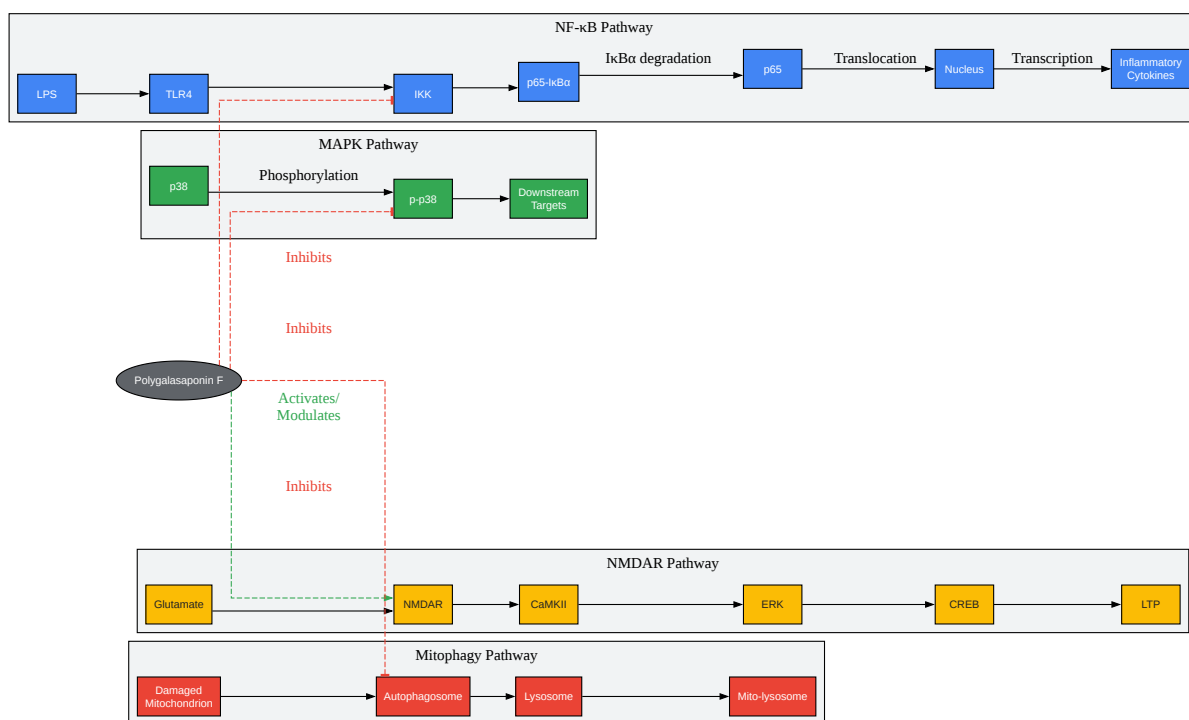 NF-κB Pathway
IκBα degradation
Translocation
Transcription
LPS
TLR4
IKK
p65-IκBα
p65
Nucleus
Inflammatory
Cytokines
MAPK Pathway
p38
Phosphorylation
p-p38
Downstream
Targets
Inhibits
Inhibits
Polygalasaponin F
Activates/
Modulates
Inhibits
NMDAR Pathway
Glutamate
NMDAR
CaMKII
ERK
CREB
LTP
Mitophagy Pathway
Damaged
Mitochondrion
Autophagosome
Lysosome
Mito-lysosome